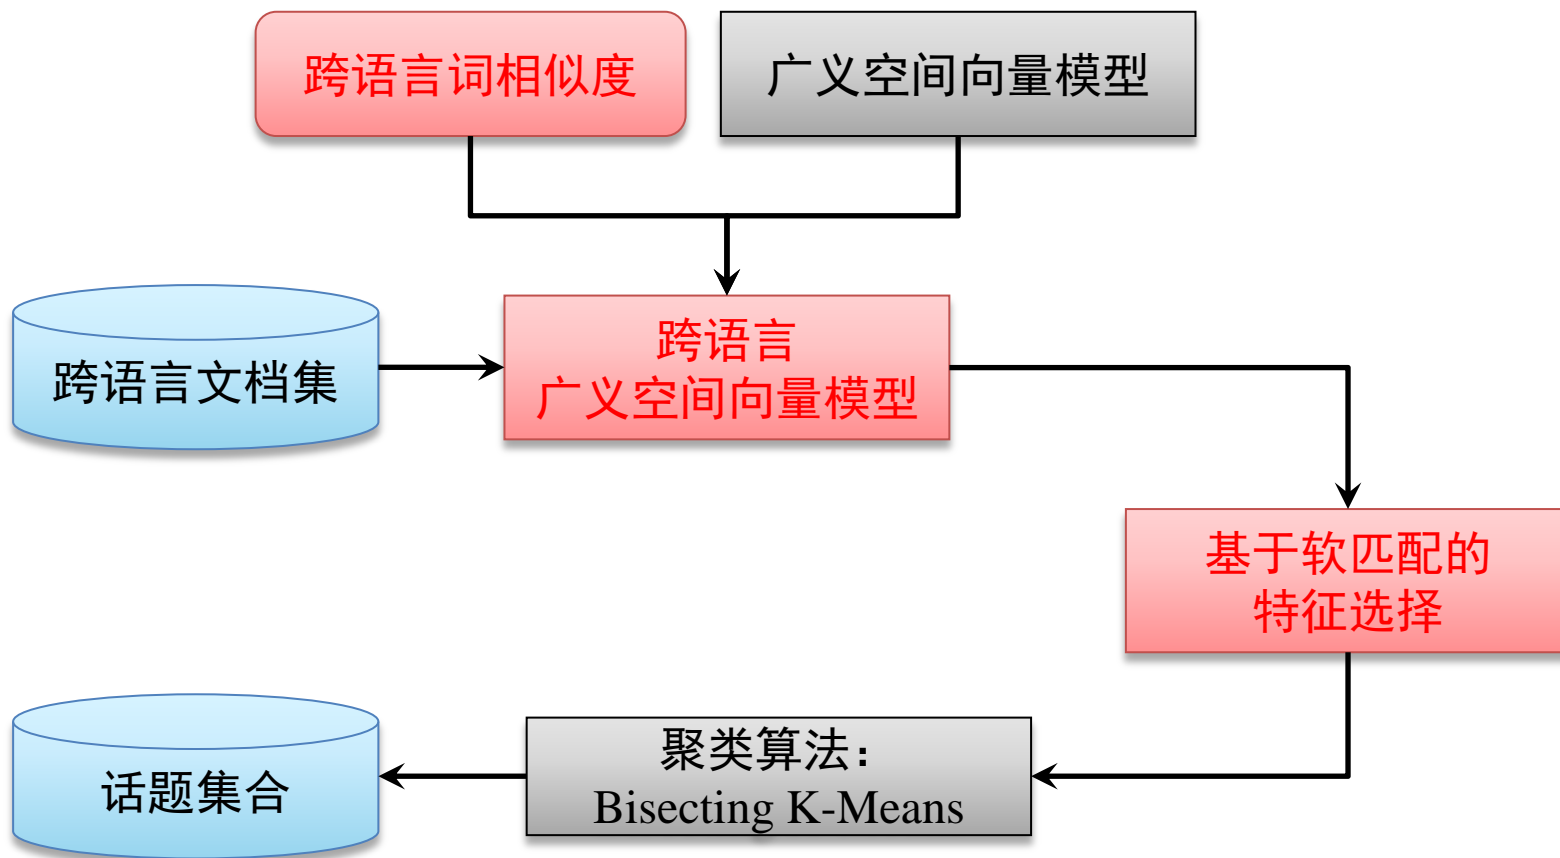 跨语言词相似度
广义空间向量模型
跨语言文档集
跨语言
广义空间向量模型
基于软匹配的
特征选择
话题集合
聚类算法：
Bisecting K-Means